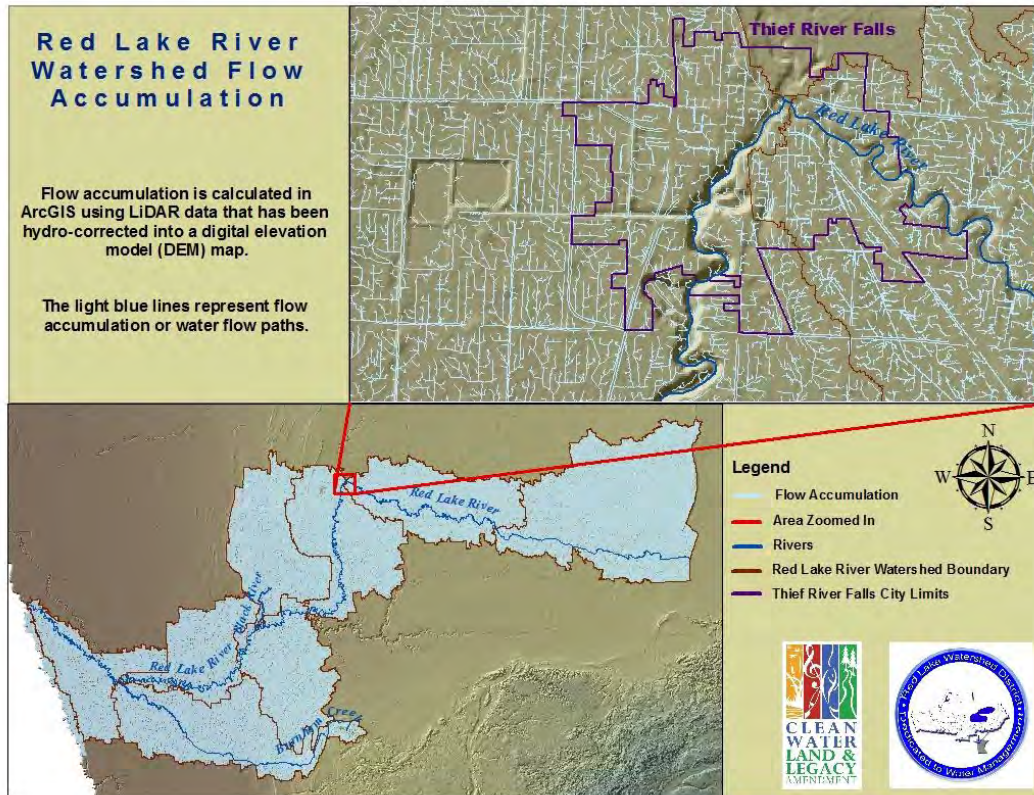 Red Lake River
Watershed Flow
Accumulation
Flow accumulation is calculated in
ArcGIS using LiDAR data that has been
hydro-corrected into a digital elevation
model (DEM) map.
The light blue lines represent flow
accumulation or water flow paths.
Thief River Falls
Red Lake River
Red Lake River
Black River
Red Lake River
Burnham Creek
Legend
Flow Accumulation
Area Zoomed In
Rivers
Red Lake River Watershed Boundary
Thief River Falls City Limits
N
W E
S
CLEAN
WATER
LAND &
LEGACY
AMENDMENT
Red Lake Watershed District
Dedicated to Water Management